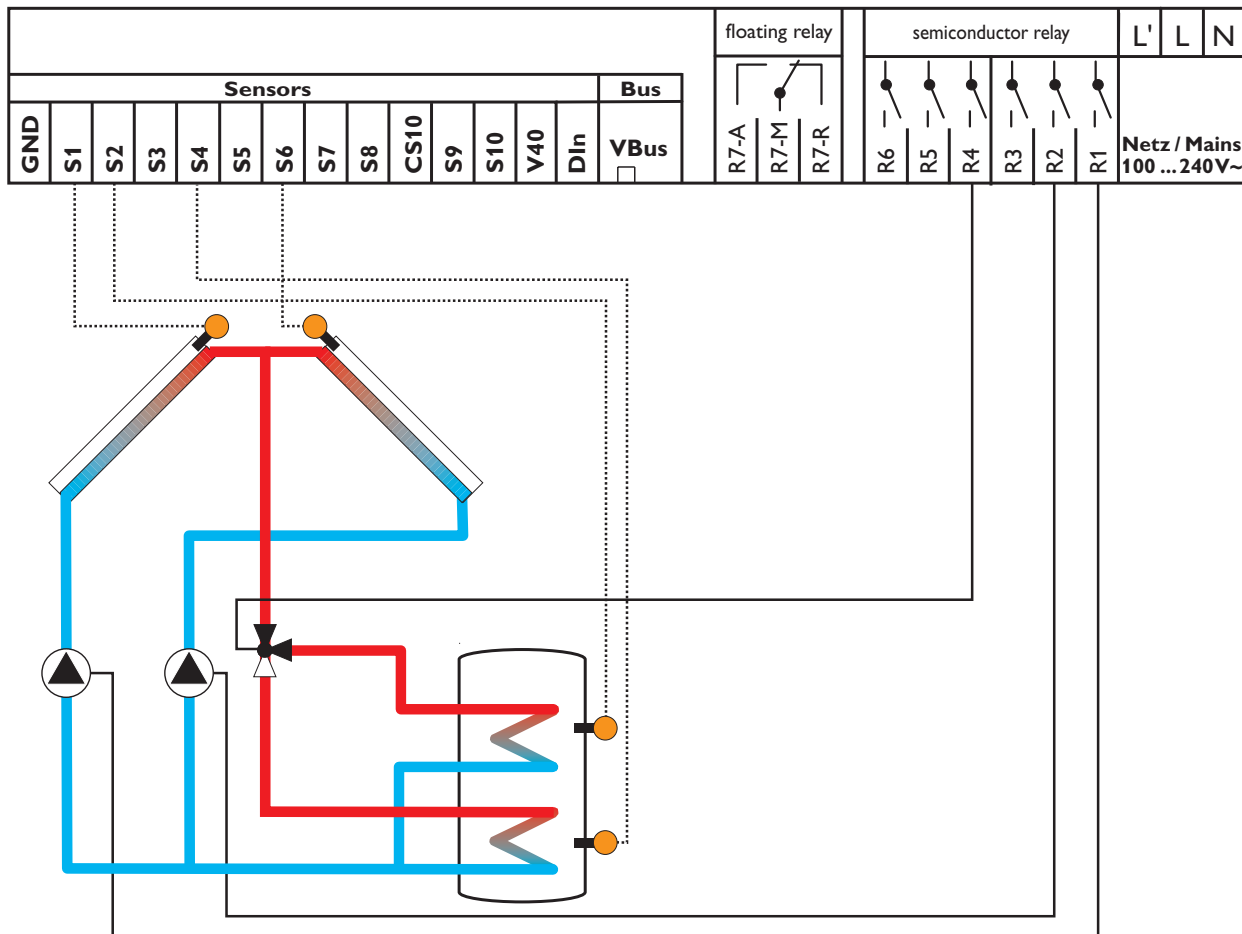 floating relay
semiconductor relay
L' L N
Sensors
Bus
GND S1 S2 S3 S4 S5 S6 S7 S8 CS10 S9 S10 V40 DIn
VBus
R7-A R7-M R7-R
R6 R5 R4 R3 R2 R1
Netz / Mains
100 ... 240 V~